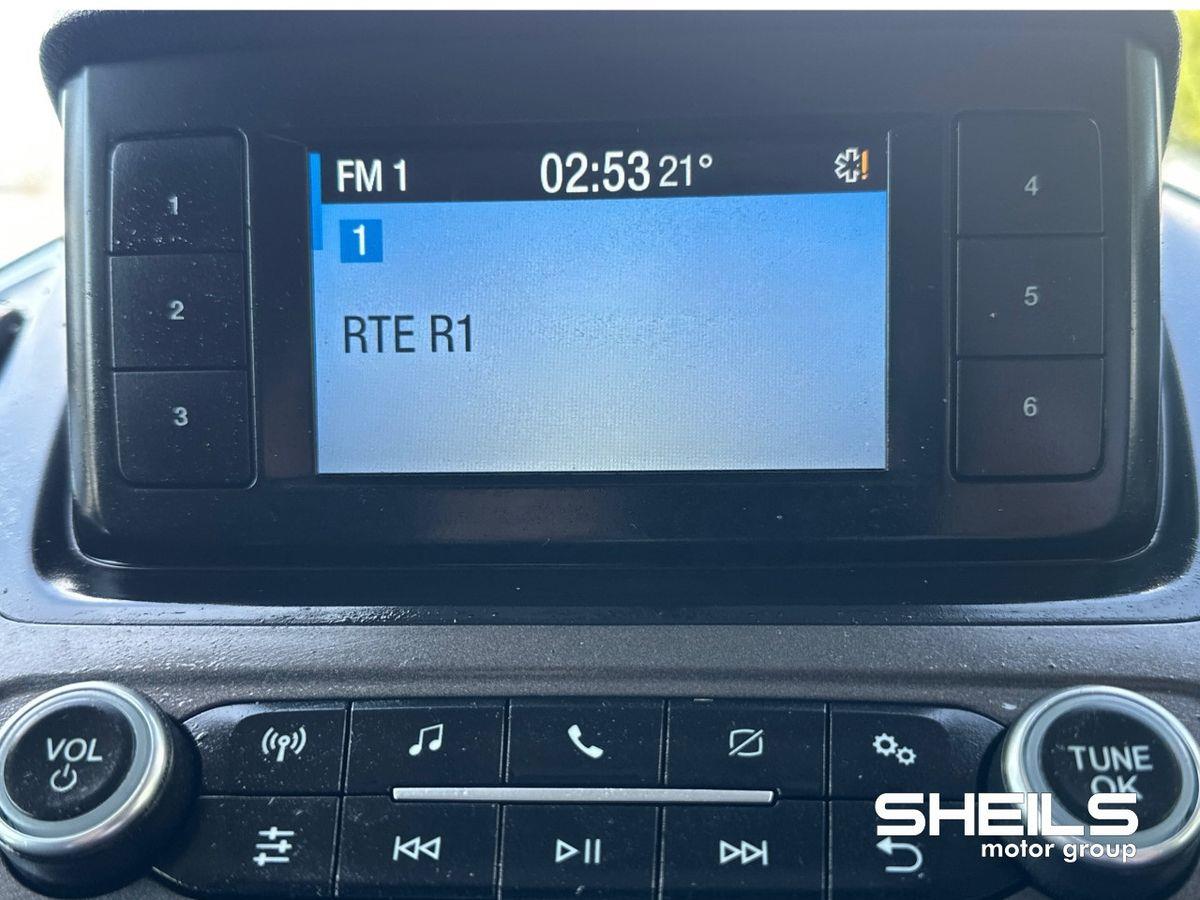 FM 1 02:53 21°
1
RTE R1
1
2
3
4
5
6
VOL
TUNE
OK
SHEILS
motor group